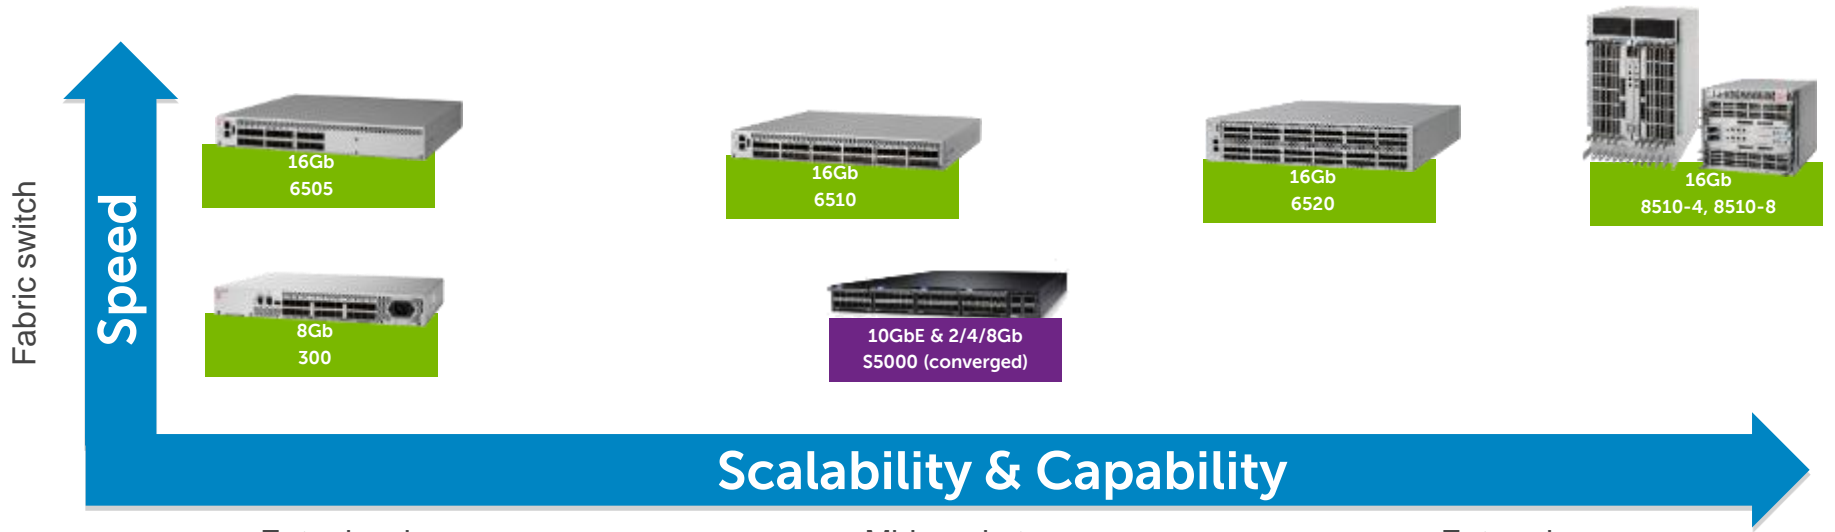 Fabric switch
Speed
16Gb
6505
16Gb
6510
16Gb
6520
16Gb
8510-4, 8510-8
8Gb
300
10GbE & 2/4/8Gb
S5000 (converged)
Scalability & Capability